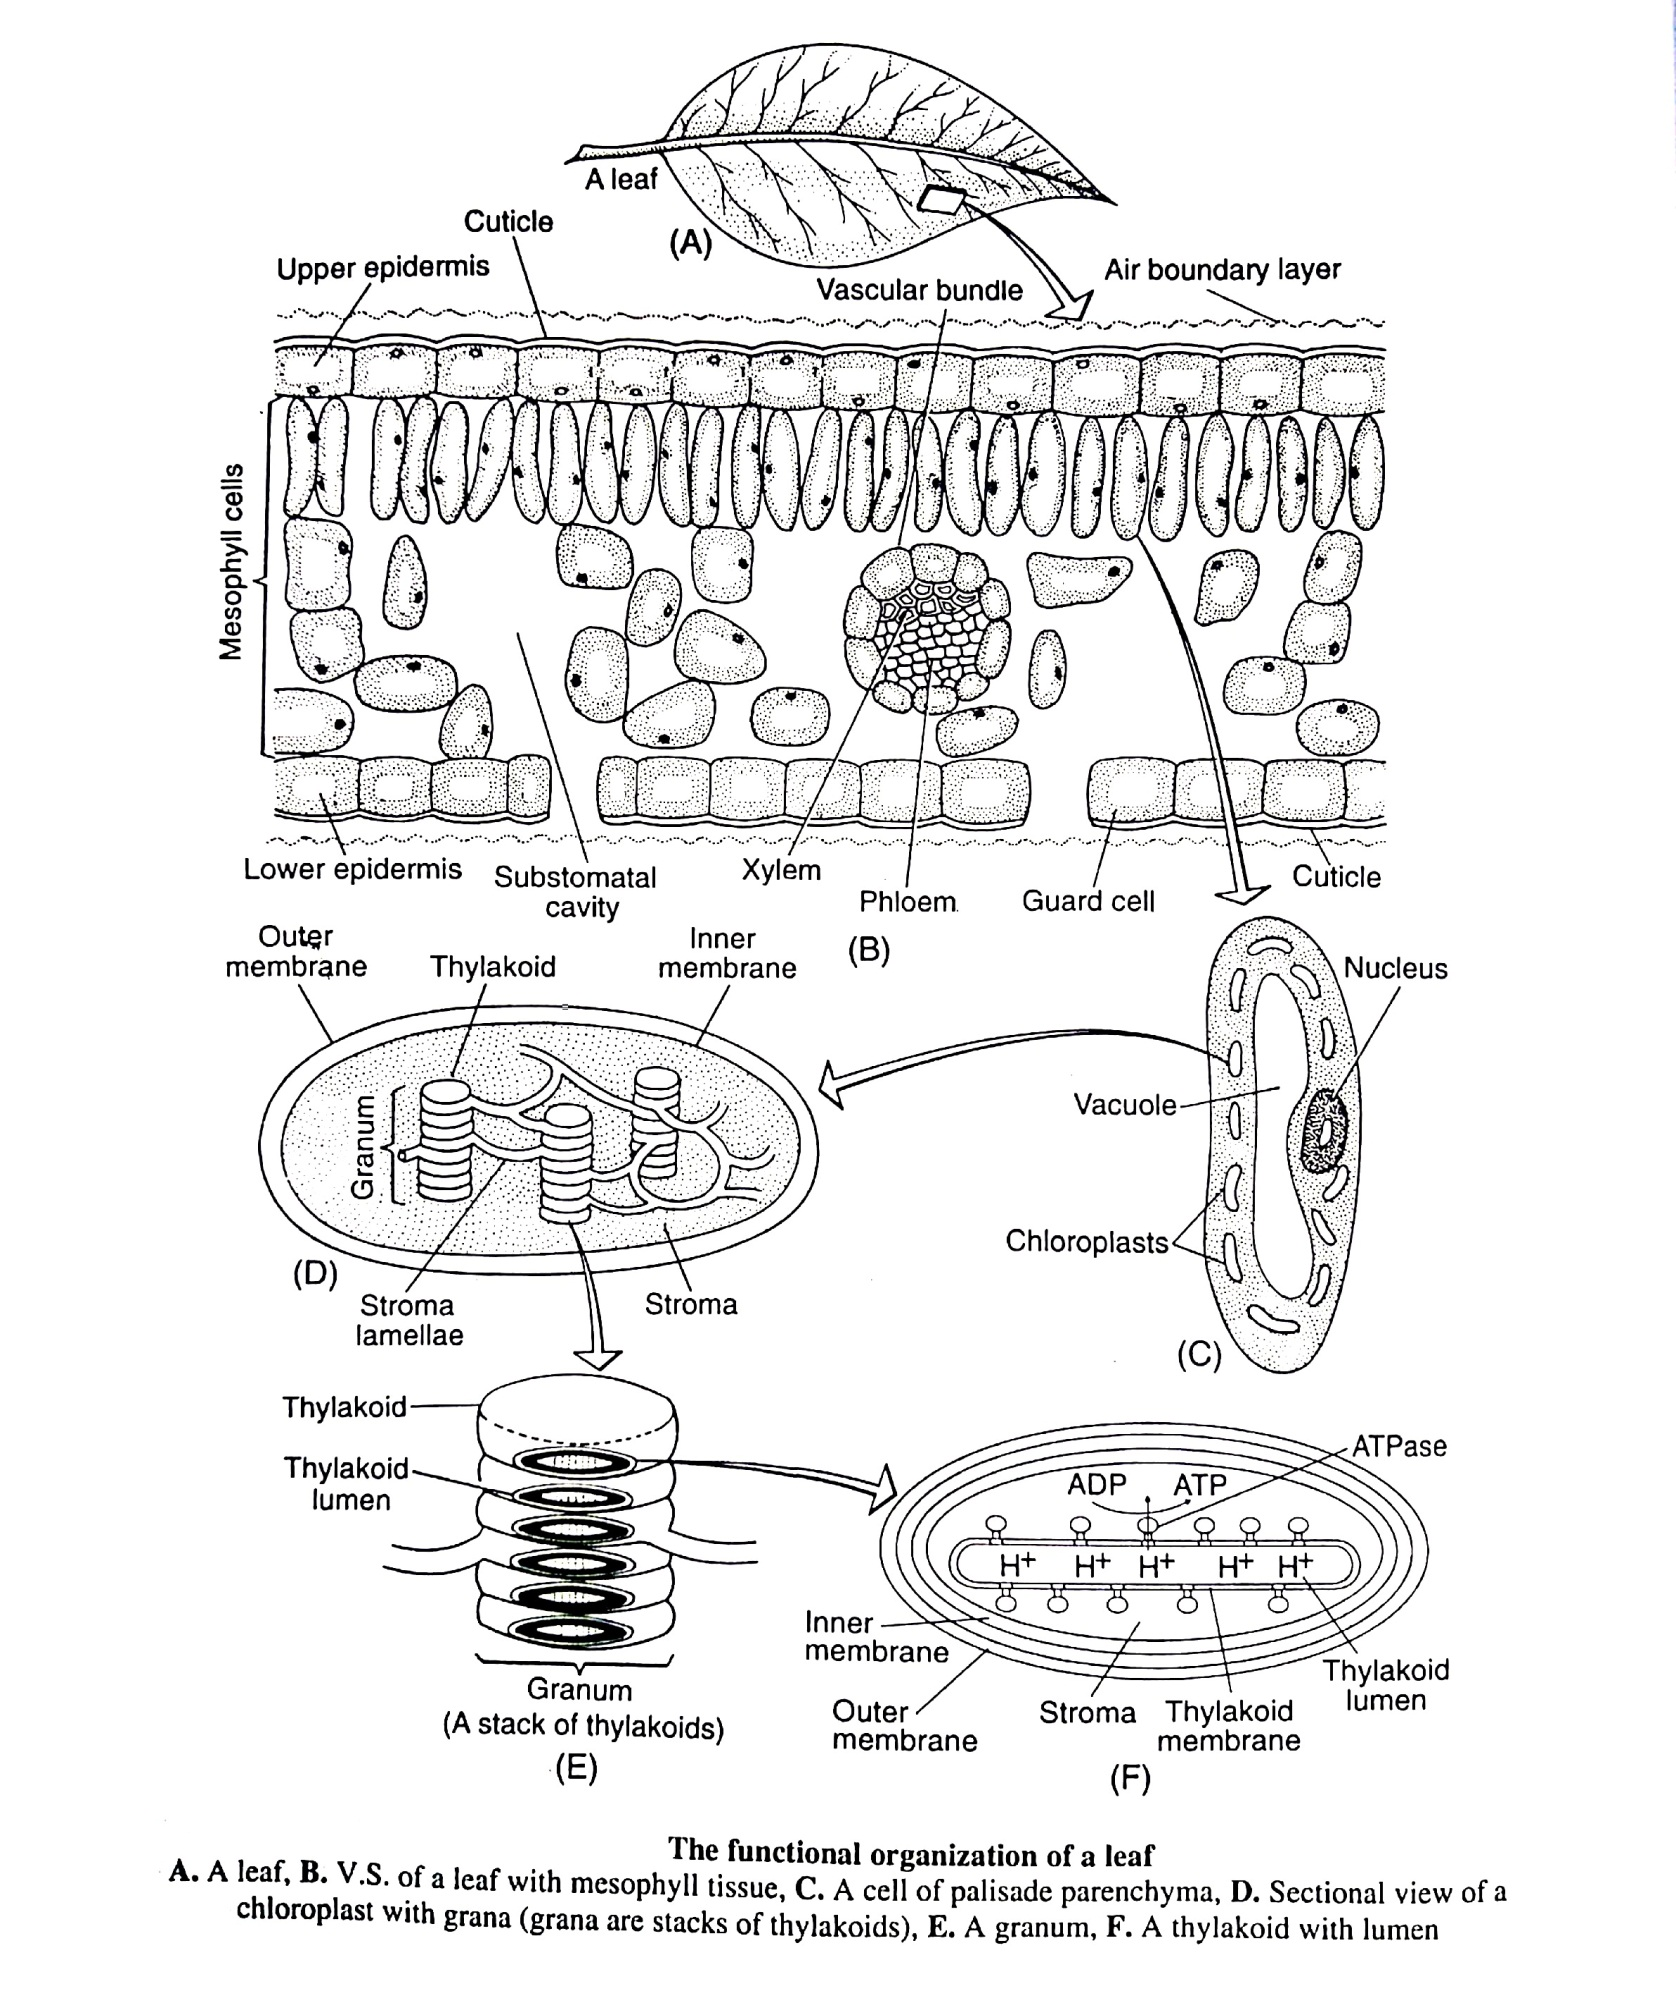 A leaf
(A)
Cuticle
Upper epidermis
Vascular bundle
Air boundary layer
Mesophyll cells
Lower epidermis
Substomatal
cavity
Xylem
Phloem
Guard cell
Cuticle
(B)
Outer
membrane
Thylakoid
Inner
membrane
Granum
(D)
Stroma
lamellae
Stroma
Nucleus
Vacuole
Chloroplasts
(C)
Thylakoid
Thylakoid
lumen
Granum
(A stack of thylakoids)
(E)
ATPase
ADP ATP
H+ H+ H+ H+ H+
Inner
membrane
Outer
membrane
Stroma
Thylakoid
membrane
Thylakoid
lumen
(F)
The functional organization of a leaf
A. A leaf, B. V.S. of a leaf with mesophyll tissue, C. A cell of palisade parenchyma, D. Sectional view of a
chloroplast with grana (grana are stacks of thylakoids), E. A granum, F. A thylakoid with lumen